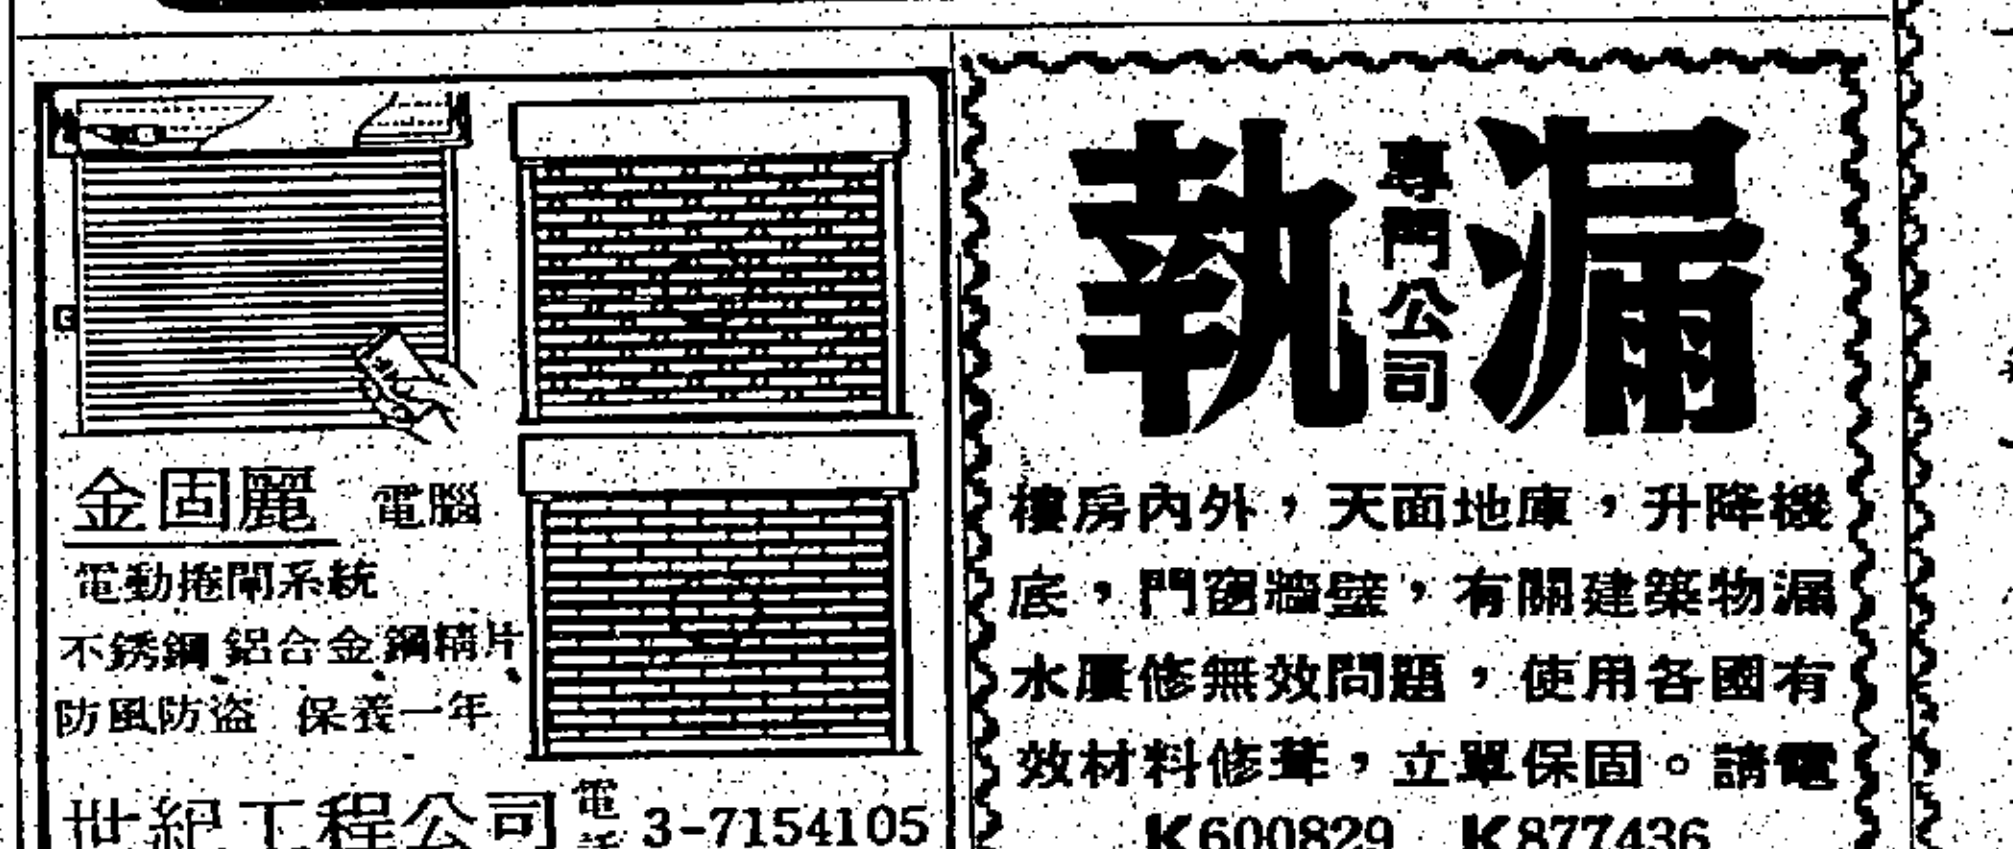 金固麗 電腦
電動捲閘系統
不銹鋼 鋁合金 鋼精片
防風防盜 保養一年
世紀工程公司 電話 3-7154105
執漏
專門公司
樓房內外，天面地庫，升降機
底，門窗牆壁，有關建築物漏
水屢修無效問題，使用各國有
效材料修葺，立單保固。請電
K600829 K877436